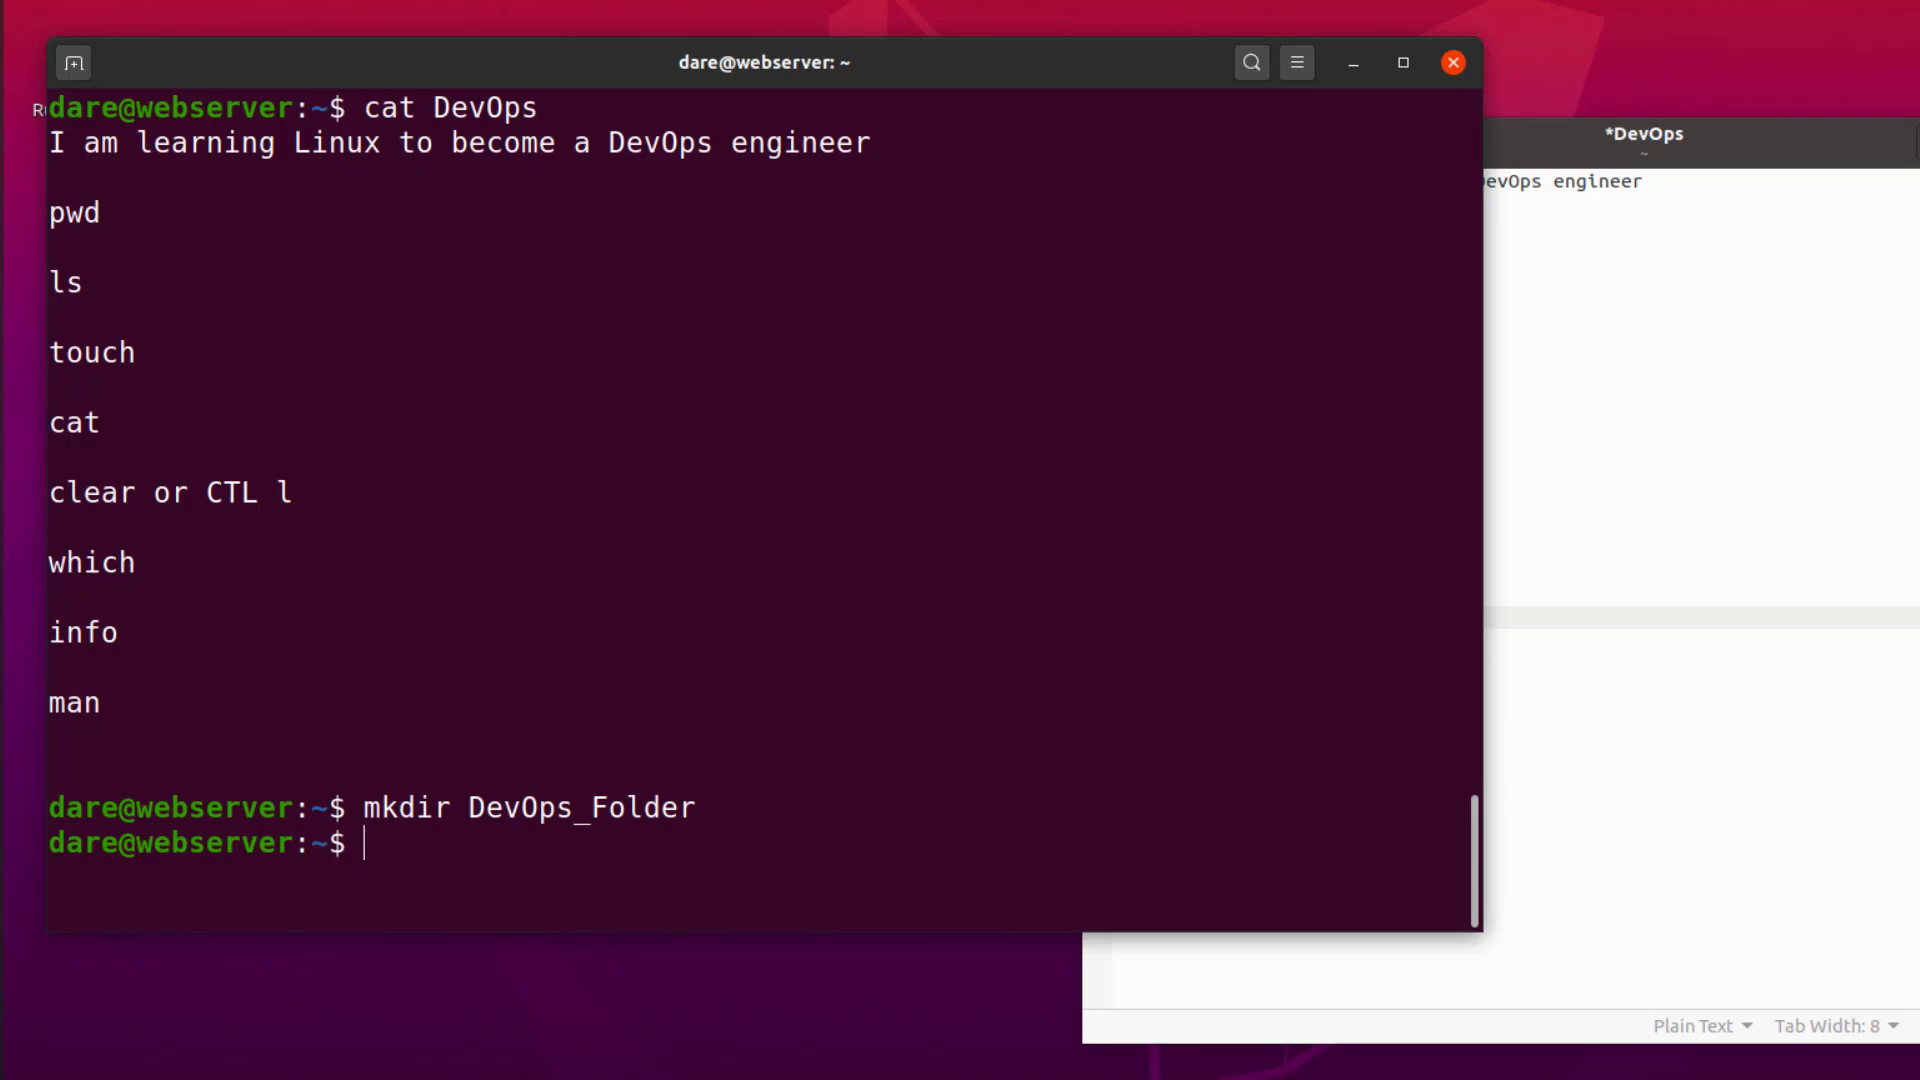 dare@webserver: ~
dare@webserver:~$ cat DevOps
I am learning Linux to become a DevOps engineer
pwd
ls
touch
cat
clear or CTL l
which
info
man
dare@webserver:~$ mkdir DevOps_Folder
dare@webserver:~$
*DevOps
~
engineer
Plain Text
Tab Width: 8